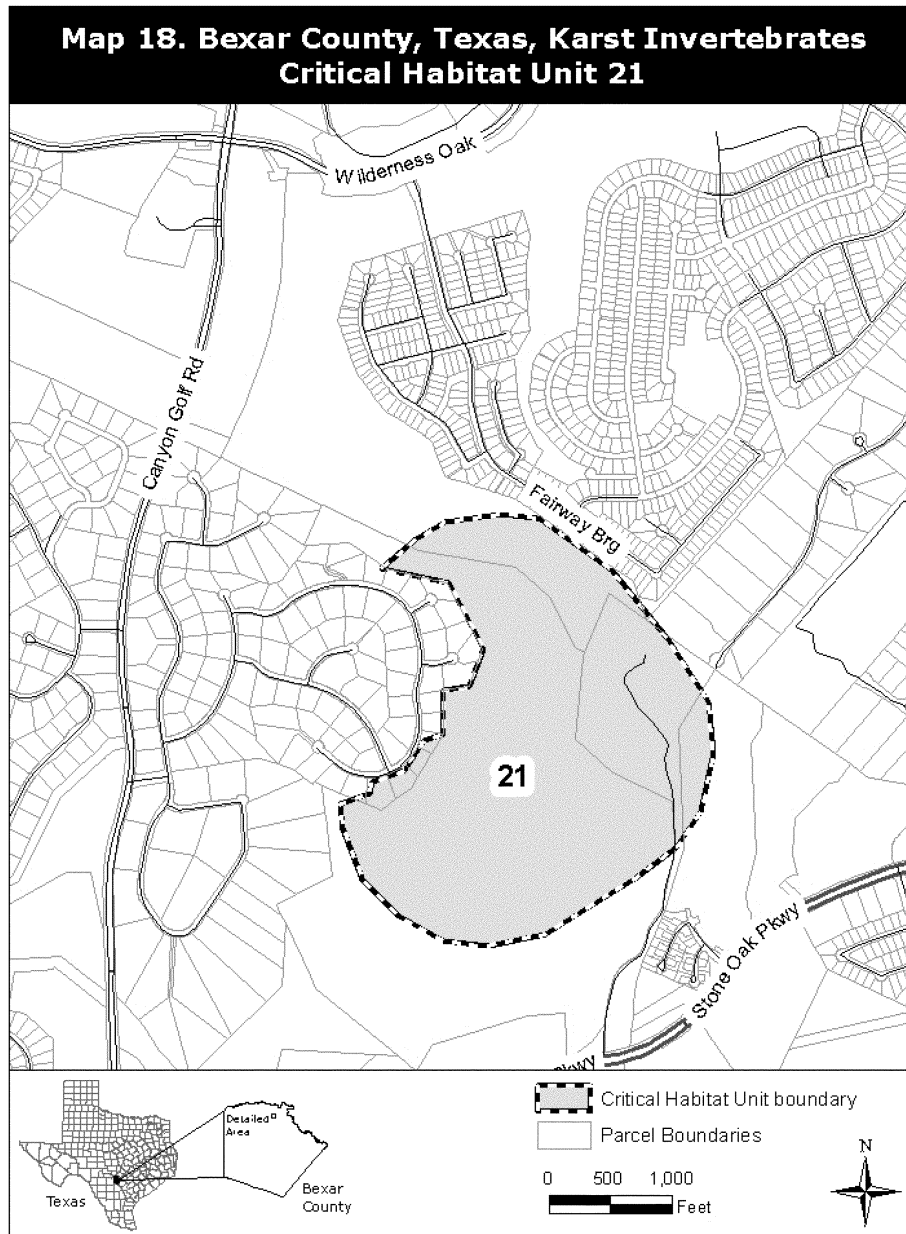 Map 18. Bexar County, Texas, Karst Invertebrates
Critical Habitat Unit 21
Wilderness Oak
Canyon Golf Rd
Fairway Brg
21
Stone Oak Pkwy
Pkwy
Detailed
Area
Texas
Bexar
County
Critical Habitat Unit boundary
Parcel Boundaries
0 500 1,000
Feet
N